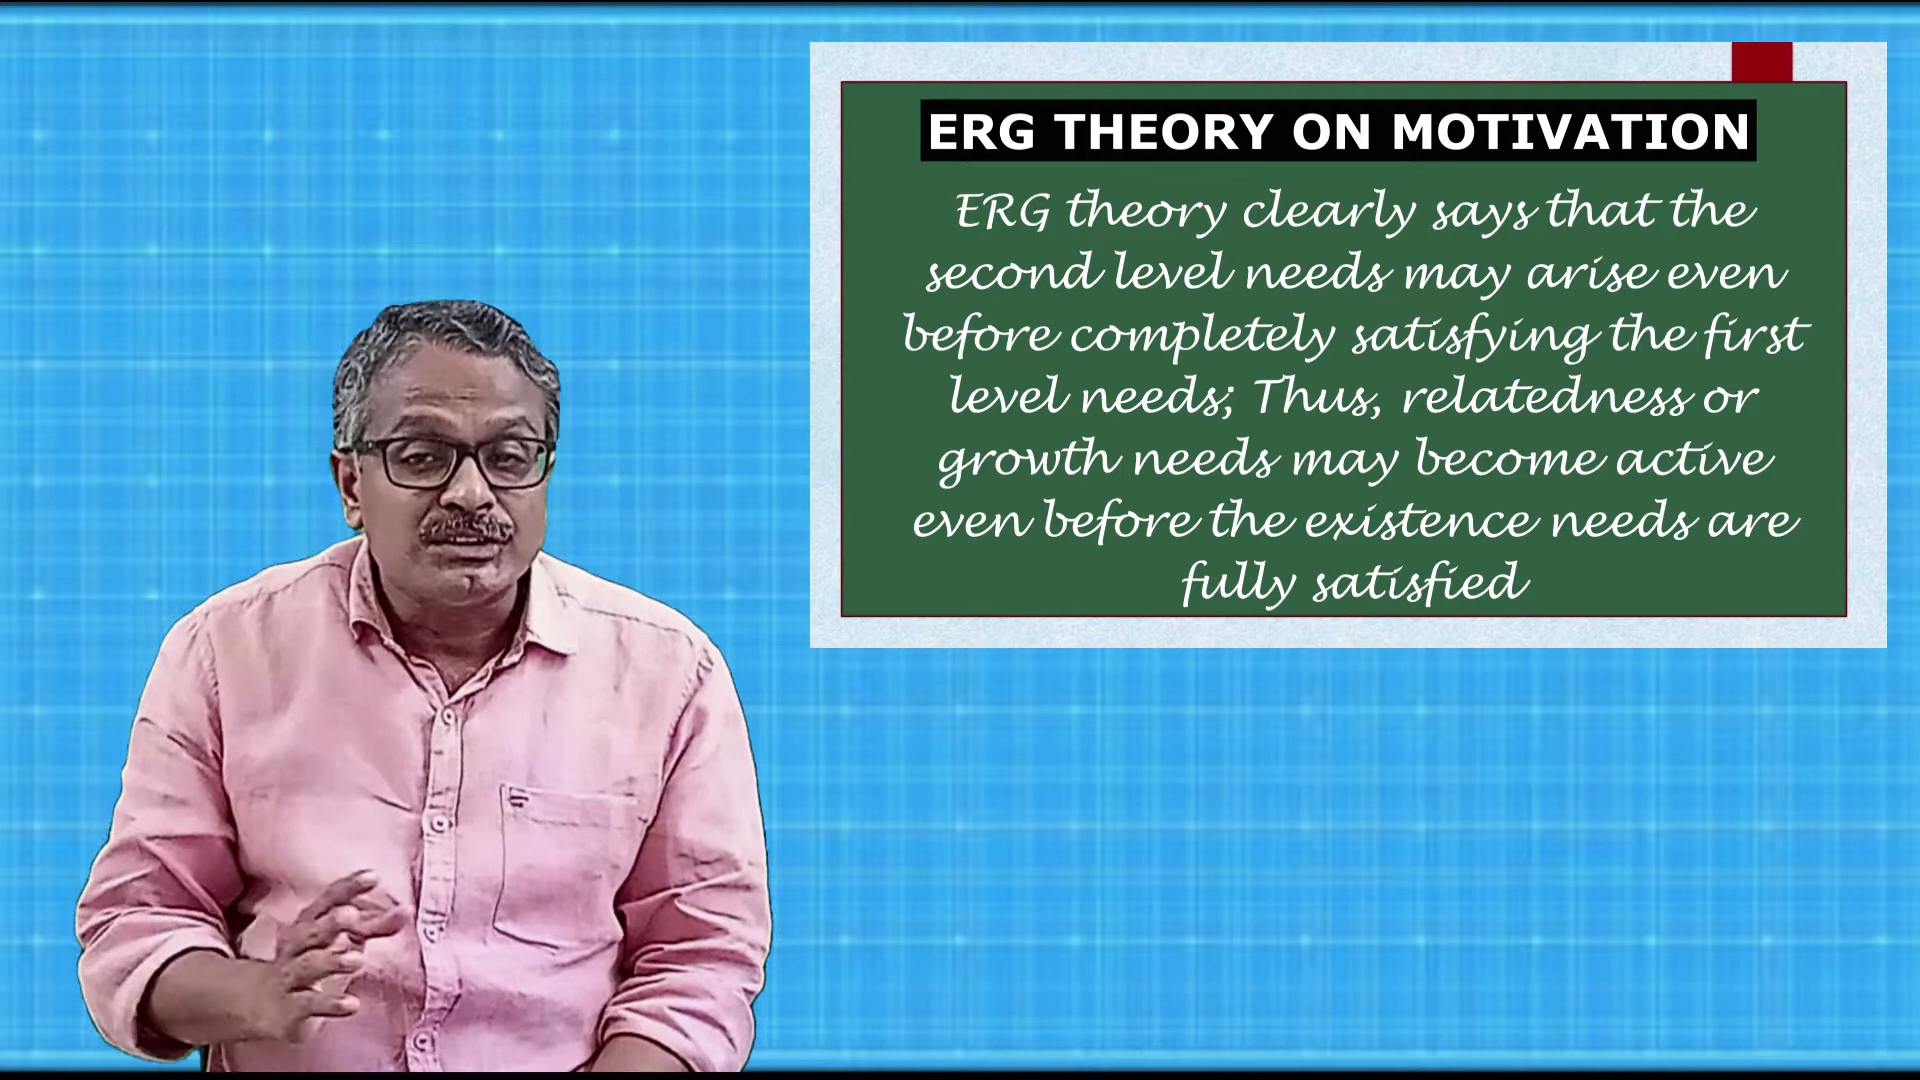 ERG THEORY ON MOTIVATION
ERG theory clearly says that the
second level needs may arise even
before completely satisfying the first
level needs; Thus, relatedness or
growth needs may become active
even before the existence needs are
fully satisfied